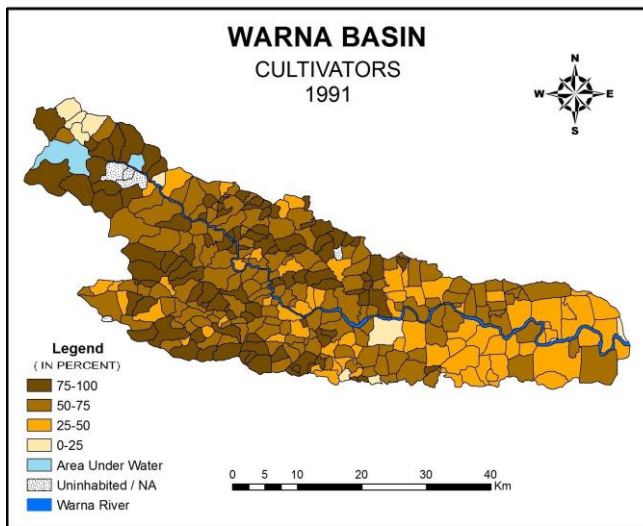 WARNA BASIN
CULTIVATORS
1991
N
W E
S
Legend
( IN PERCENT)
75-100
50-75
25-50
0-25
Area Under Water
Uninhabited / NA
Warna River
0 5 10 20 30 40
Km